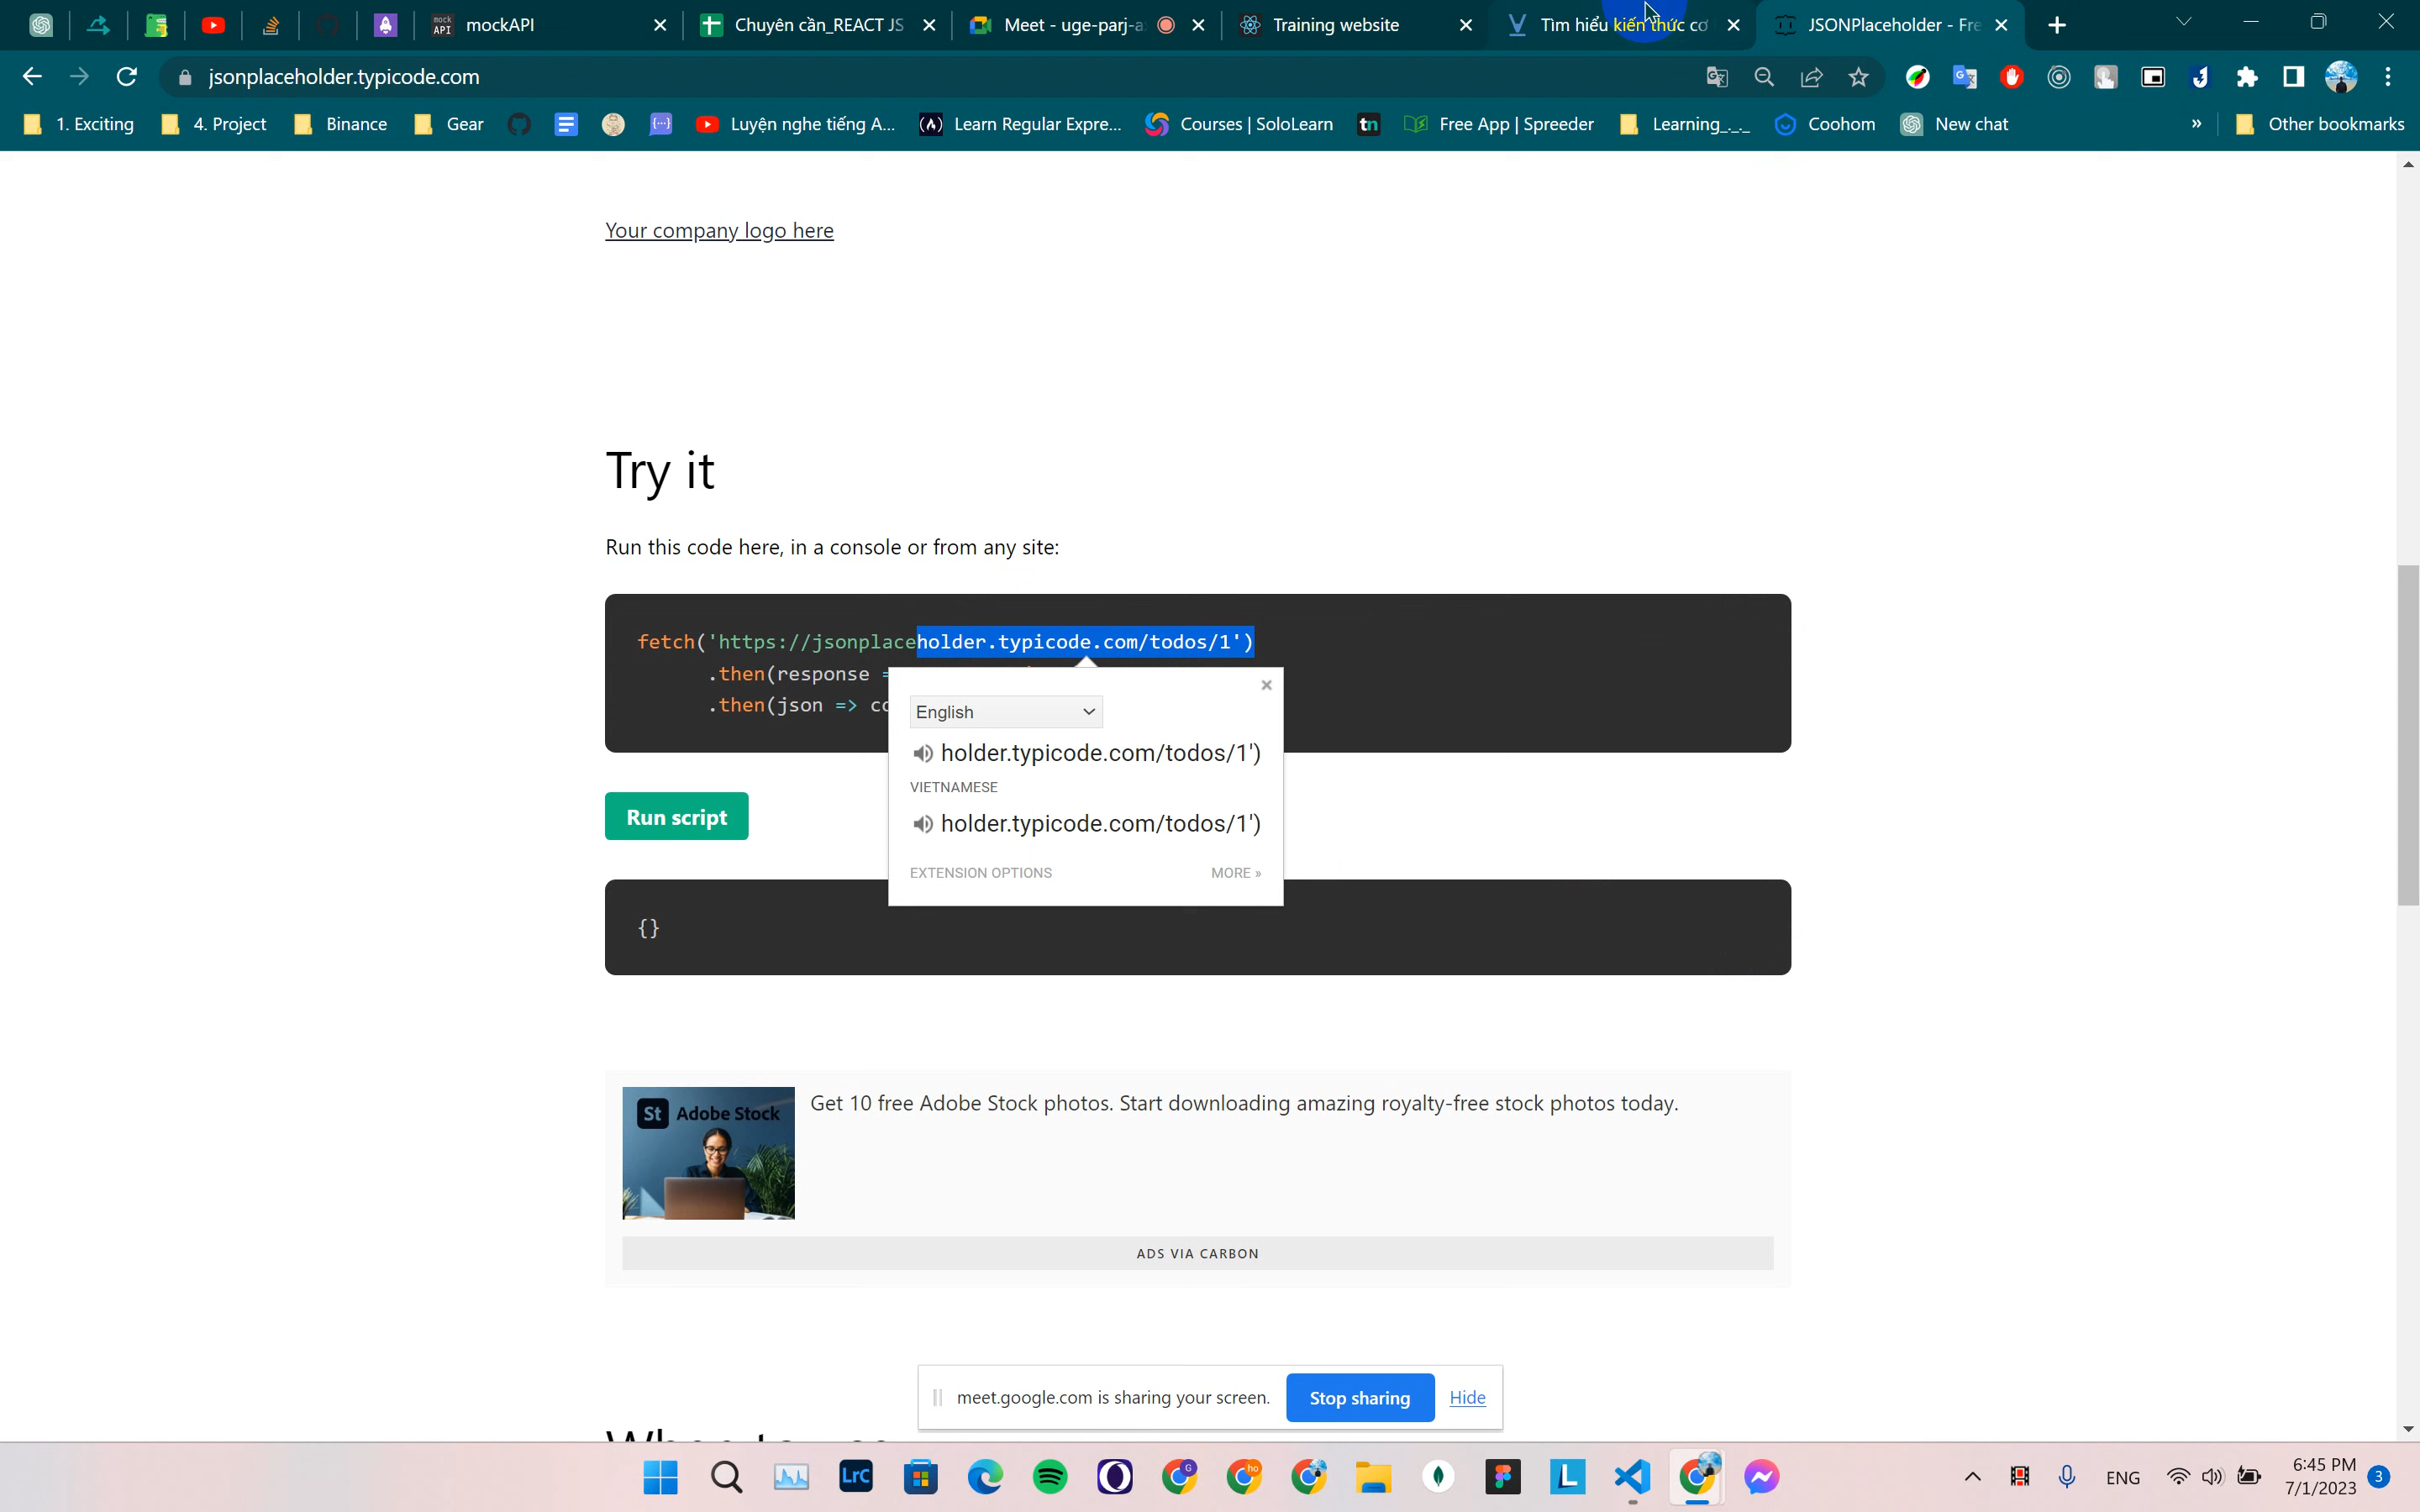 mock API
mockAPI
Chuyên cần_REACT JS
Meet - uge-parj-a
Training website
Tìm hiểu kiến thức cơ
JSONPlaceholder - Fre
jsonplaceholder.typicode.com
1. Exciting
4. Project
Binance
Gear
Luyện nghe tiếng A...
Learn Regular Expre...
Courses | SoloLearn
tn
Free App | Spreeder
Learning_._._
Coohom
New chat
»
Other bookmarks
Your company logo here
Try it
Run this code here, in a console or from any site:
fetch('https://jsonplaceholder.typicode.com/todos/1')
.then(response =
.then(json => co
English
holder.typicode.com/todos/1')
VIETNAMESE
holder.typicode.com/todos/1')
EXTENSION OPTIONS
MORE »
Run script
{}
St Adobe Stock
Get 10 free Adobe Stock photos. Start downloading amazing royalty-free stock photos today.
ADS VIA CARBON
meet.google.com is sharing your screen.
Stop sharing
Hide
LrC
G
ho
L
ENG
6:45 PM
7/1/2023
3